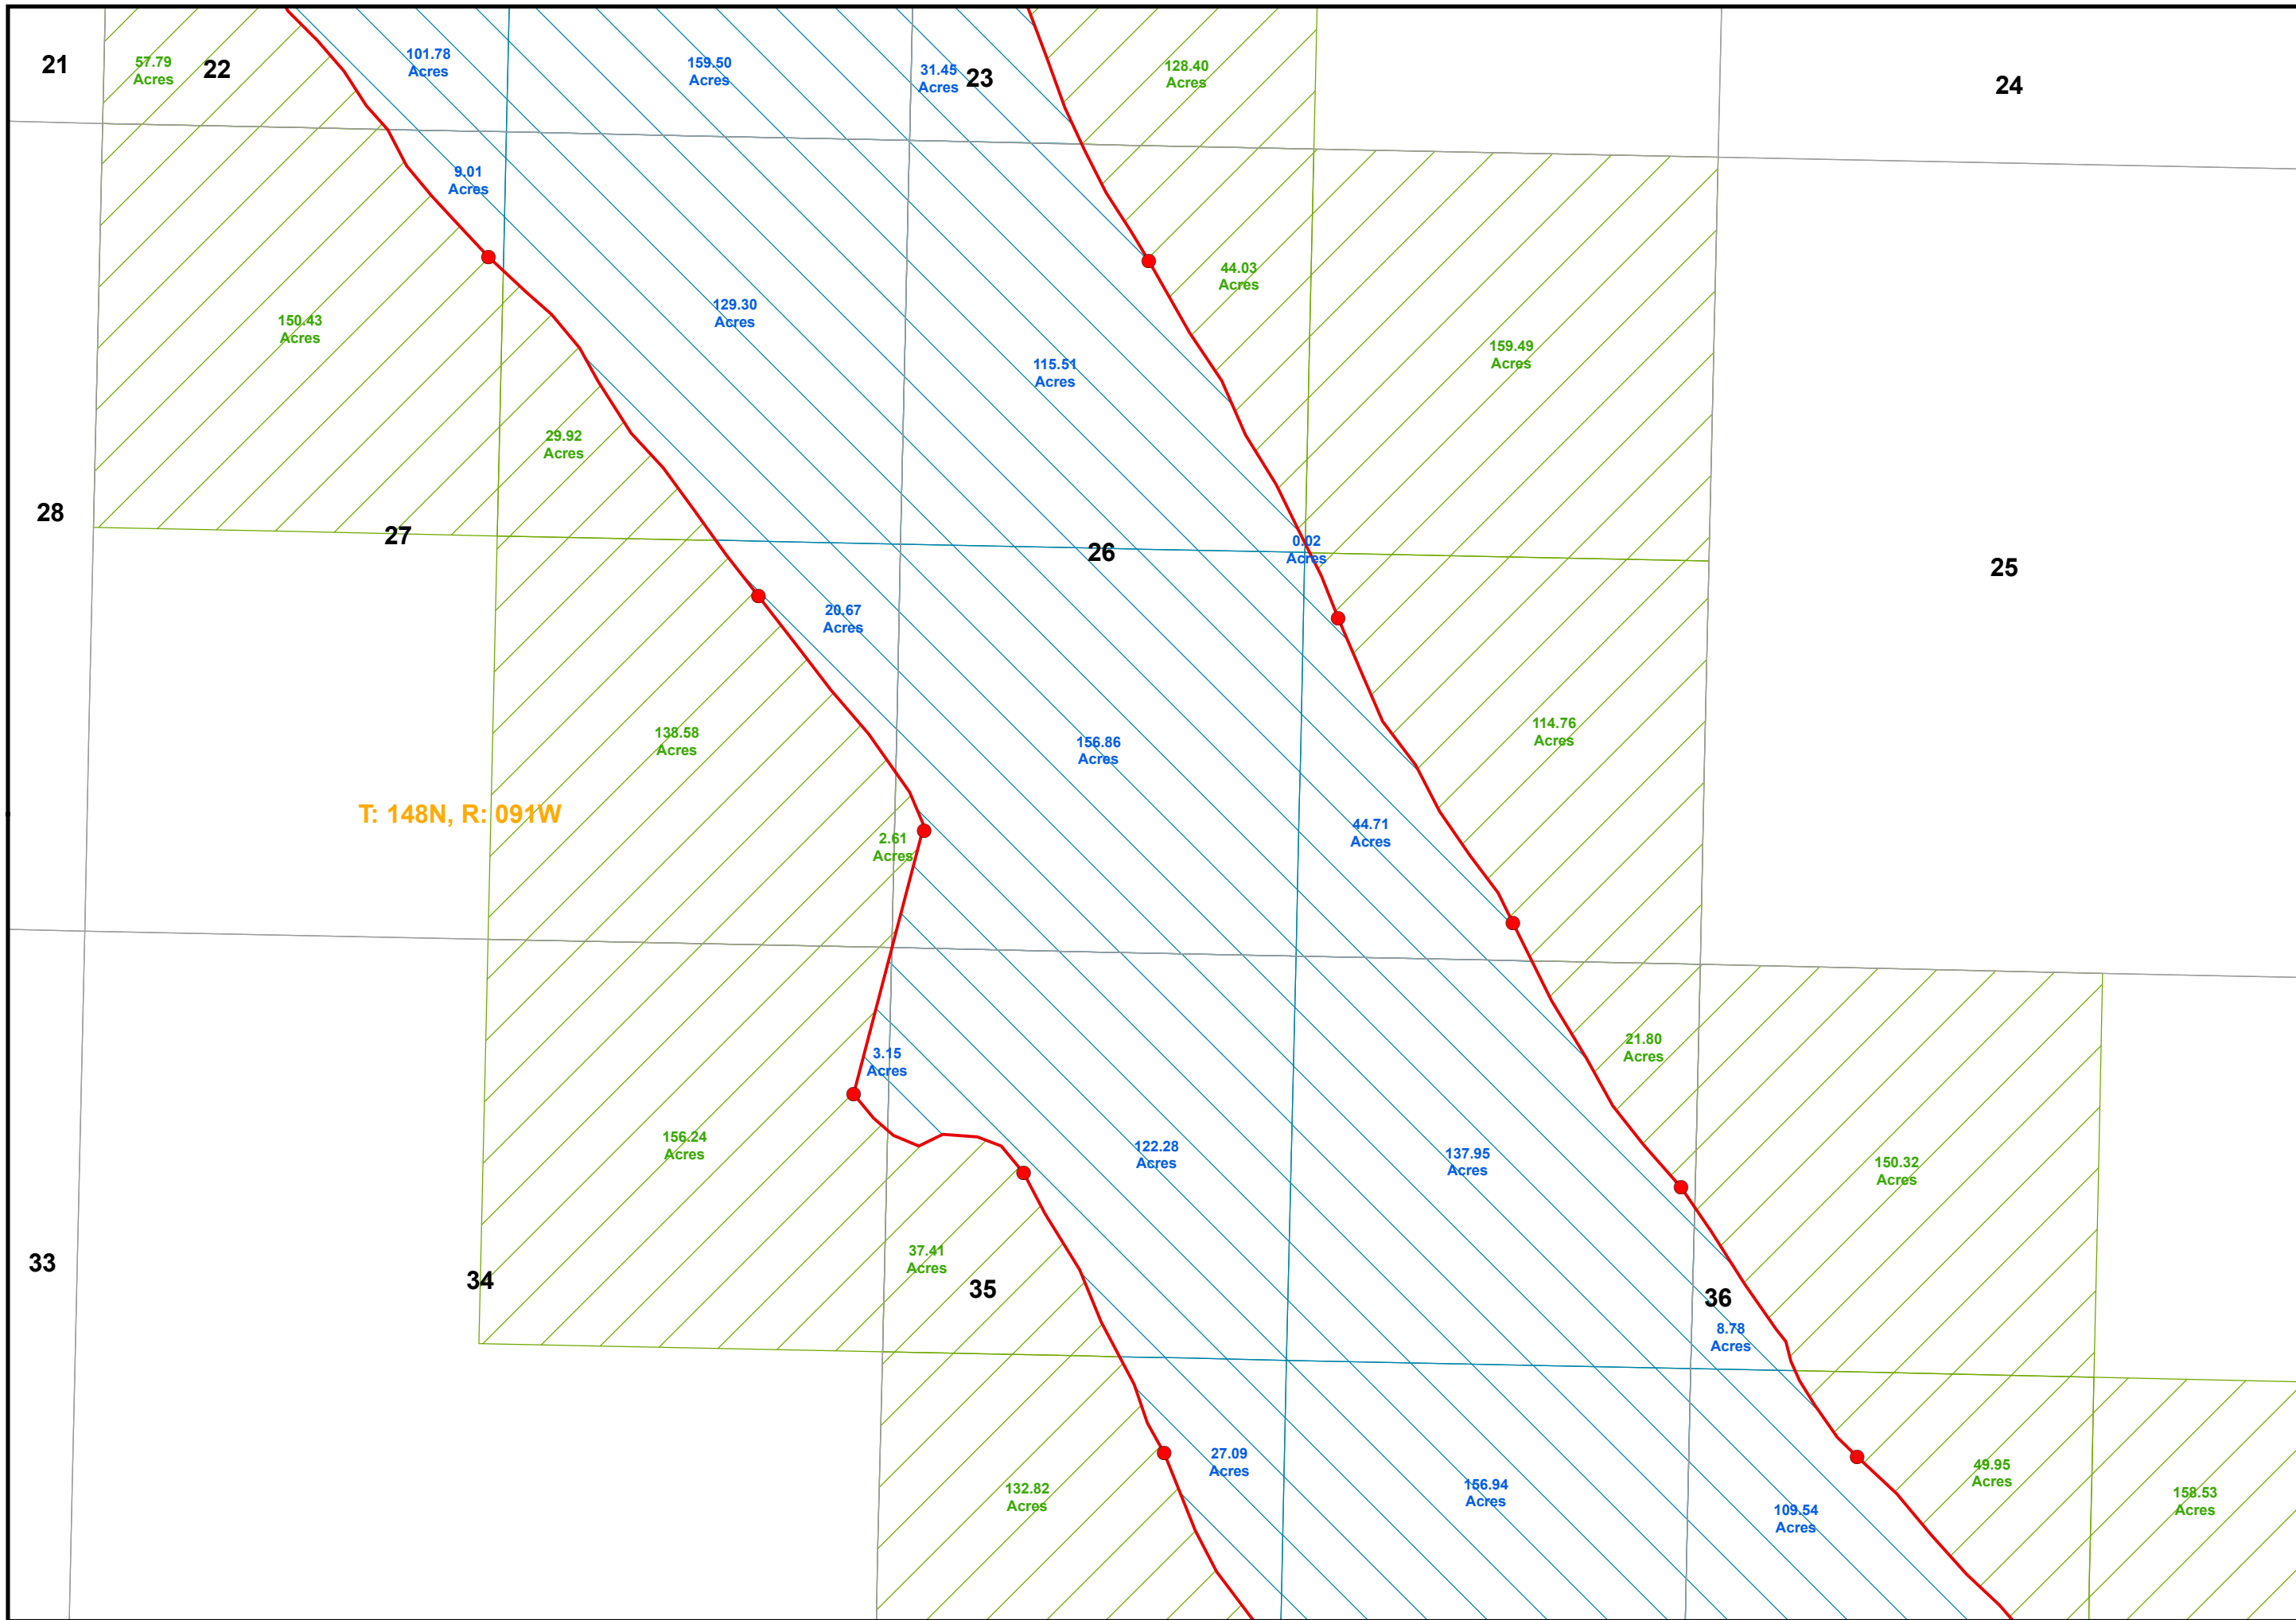 21
57.79
Acres
22
101.78
Acres
159.50
Acres
31.45
Acres
23
128.40
Acres
24
9.01
Acres
44.03
Acres
150.43
Acres
129.30
Acres
115.51
Acres
159.49
Acres
29.92
Acres
28
27
26
0.02
Acres
25
20.67
Acres
138.58
Acres
156.86
Acres
114.76
Acres
T: 148N, R: 091W
2.61
Acres
44.71
Acres
3.15
Acres
21.80
Acres
156.24
Acres
122.28
Acres
137.95
Acres
150.32
Acres
33
34
37.41
Acres
35
36
8.78
Acres
132.82
Acres
27.09
Acres
156.94
Acres
109.54
Acres
49.95
Acres
158.53
Acres